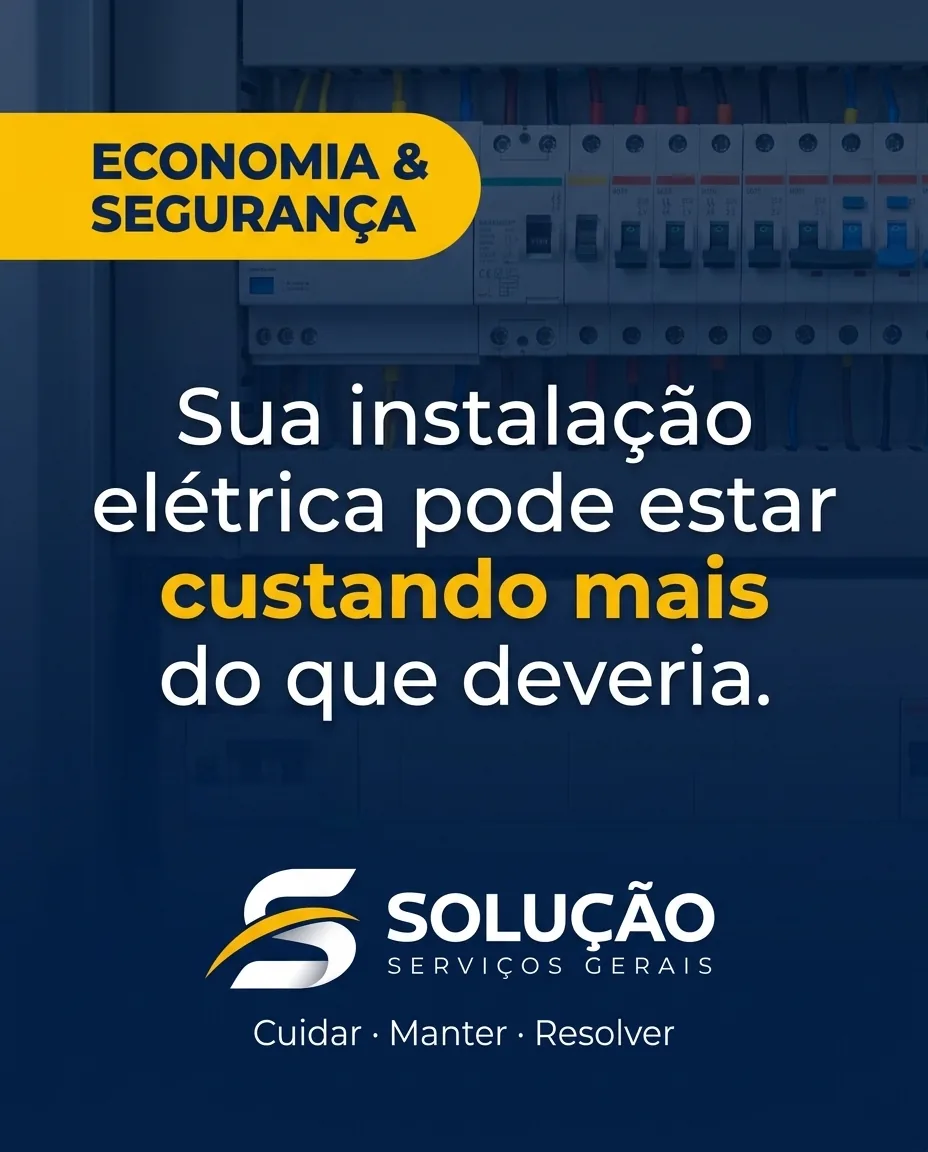 ECONOMIA &
SEGURANÇA
Sua instalação
elétrica pode estar
custando mais
do que deveria.
SOLUÇÃO
SERVIÇOS GERAIS
Cuidar · Manter · Resolver